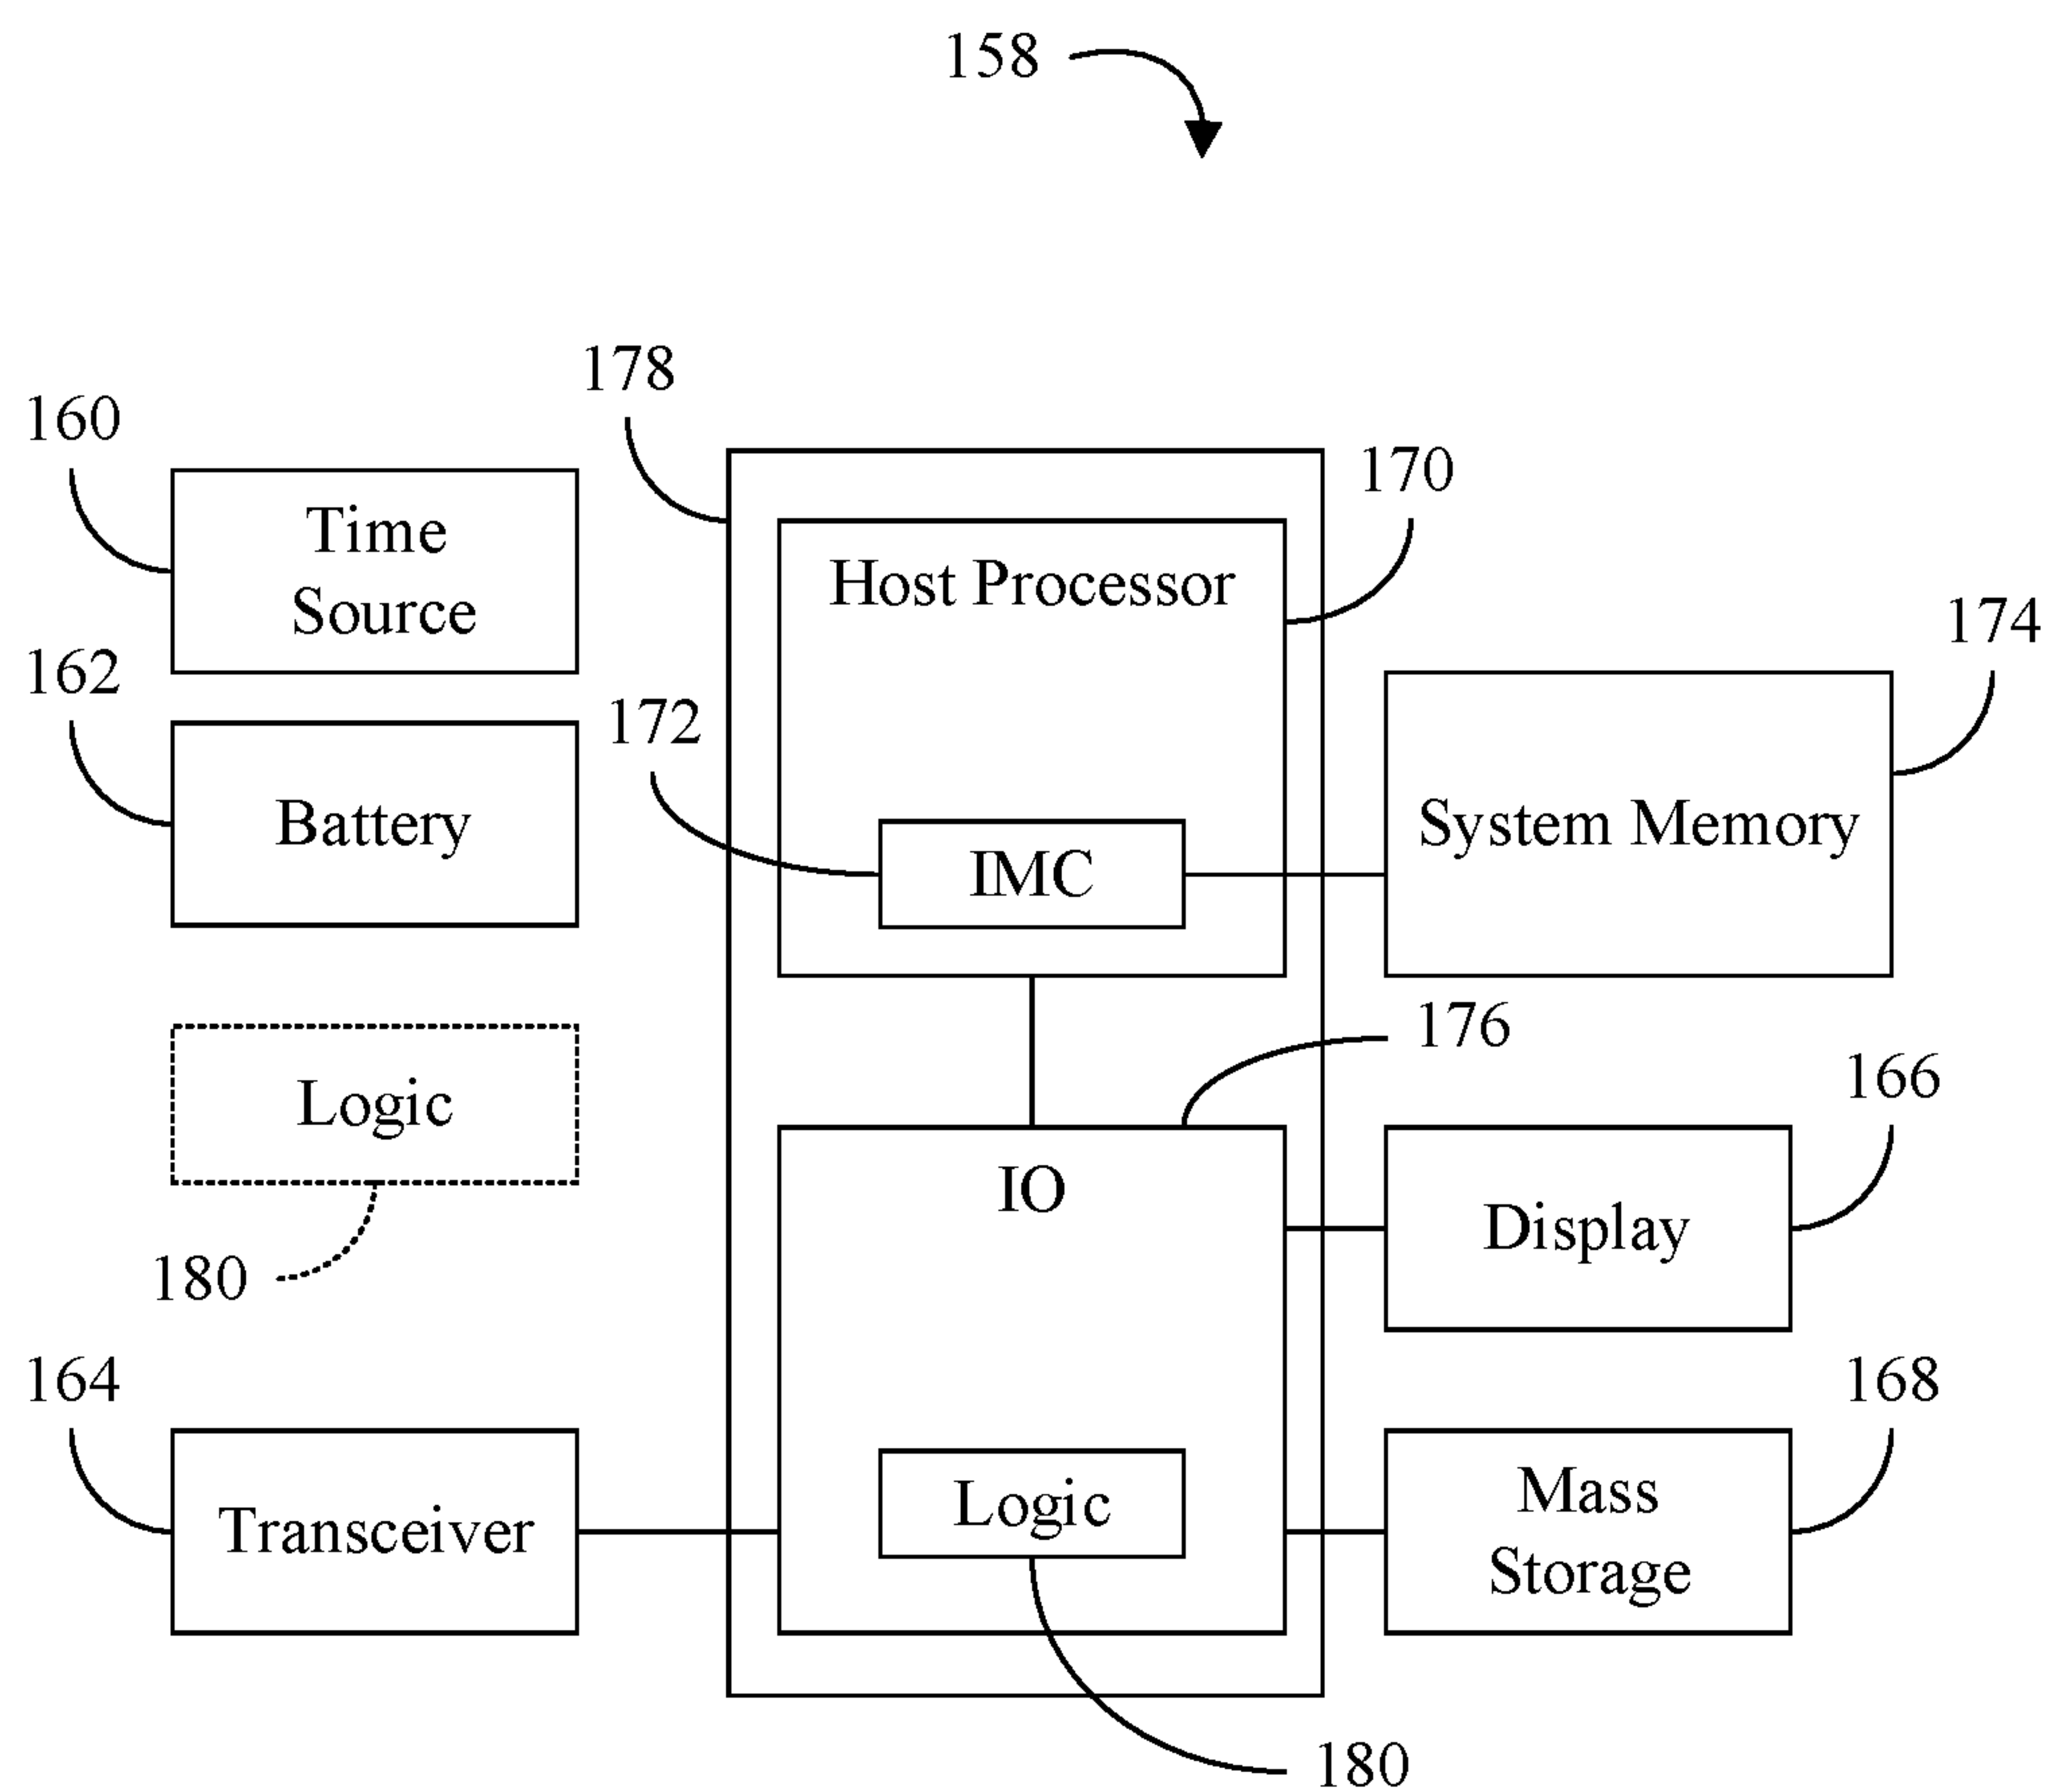 158
178
160
170
Time
Source
Host Processor
174
162
172
Battery
IMC
System Memory
176
166
Logic
IO
Display
180
164
168
Transceiver
Logic
Mass
Storage
180